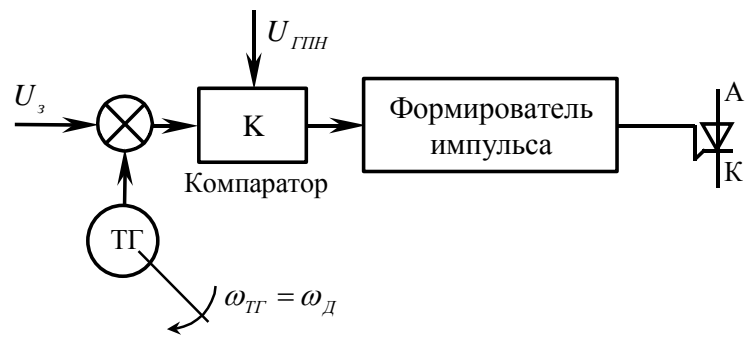 U_ГПН
U_з
К
Формирователь
импульса
А
К
Компаратор
ТГ
ω_ТГ = ω_Д